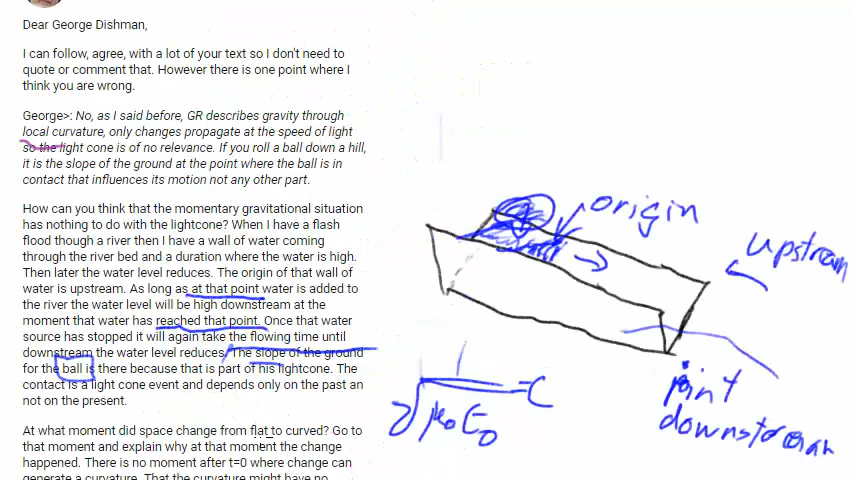 Dear George Dishman,
I can follow, agree, with a lot of your text so I don't need to
quote or comment that. However there is one point where I
think you are wrong.
George>: No, as I said before, GR describes gravity through
local curvature, only changes propagate at the speed of light
so the light cone is of no relevance. If you roll a ball down a hill,
it is the slope of the ground at the point where the ball is in
contact that influences its motion not any other part.
How can you think that the momentary gravitational situation
has nothing to do with the lightcone? When I have a flash
flood though a river then I have a wall of water coming
through the river bed and a duration where the water is high.
Then later the water level reduces. The origin of that wall of
water is upstream. As long as at that point water is added to
the river the water level will be high downstream at the
moment that water has reached that point. Once that water
source has stopped it will again take the flowing time until
downstream the water level reduces. The slope of the ground
for the ball is there because that is part of his lightcone. The
contact is a light cone event and depends only on the past an
not on the present.
At what moment did space change from flat to curved? Go to
that moment and explain why at that moment the change
happened. There is no moment after t=0 where change can
generate a curvature. That the curvature might have no
origin
upstream
point
downstream
1
= C
√μ₀ε₀